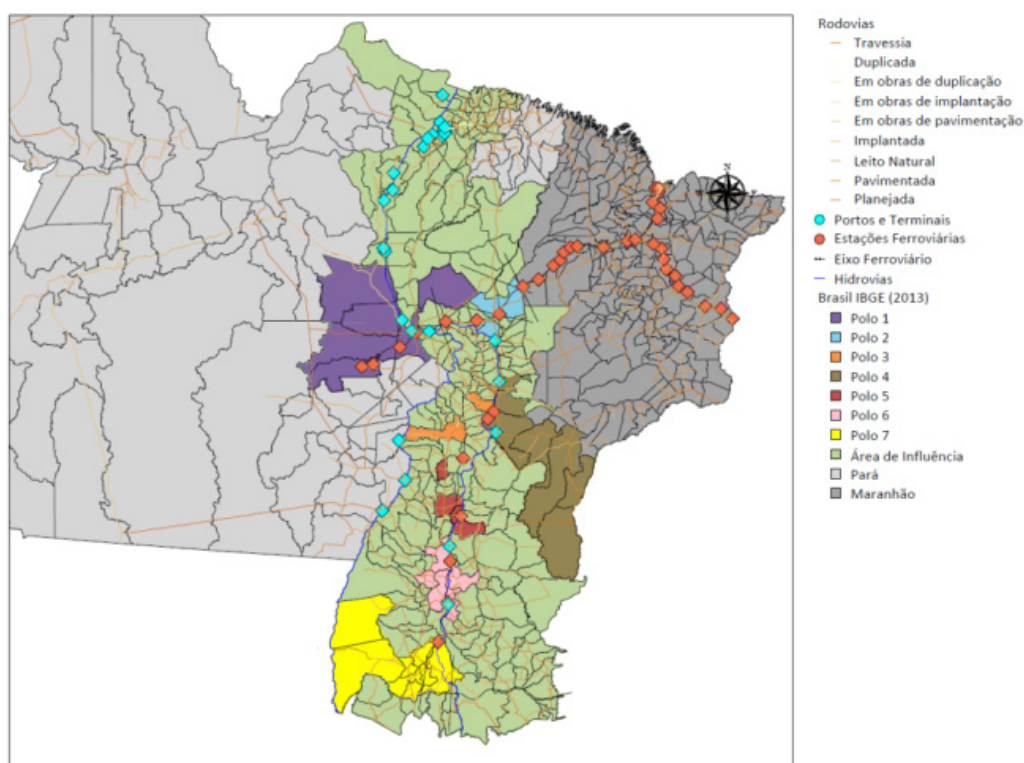 N
Rodovias
Travessia
Duplicada
Em obras de duplicação
Em obras de implantação
Em obras de pavimentação
Implantada
Leito Natural
Pavimentada
Planejada
Portos e Terminais
Estações Ferroviárias
Eixo Ferroviário
Hidrovias
Brasil IBGE (2013)
Polo 1
Polo 2
Polo 3
Polo 4
Polo 5
Polo 6
Polo 7
Área de Influência
Pará
Maranhão